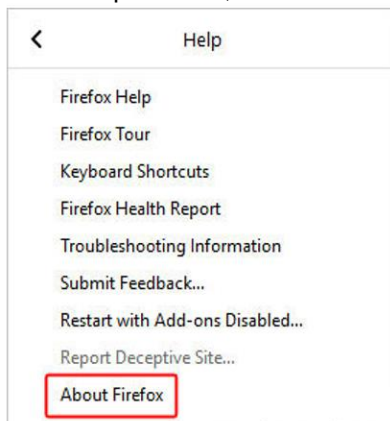 Help
Firefox Help
Firefox Tour
Keyboard Shortcuts
Firefox Health Report
Troubleshooting Information
Submit Feedback...
Restart with Add-ons Disabled...
Report Deceptive Site...
About Firefox